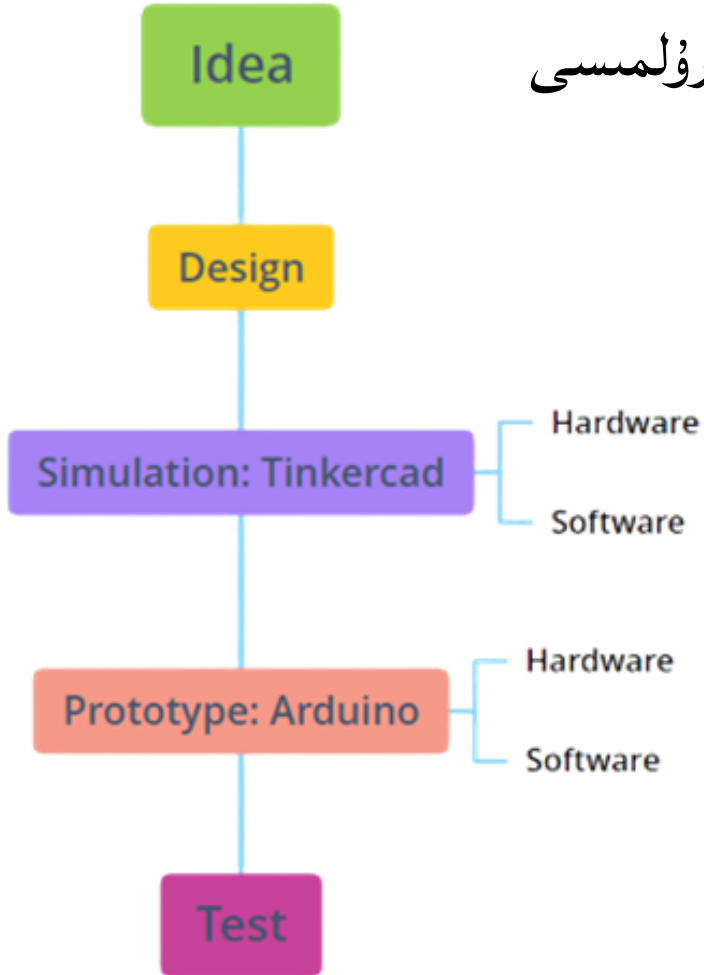 Idea
Design
Simulation: Tinkercad
Hardware
Software
Prototype: Arduino
Hardware
Software
Test